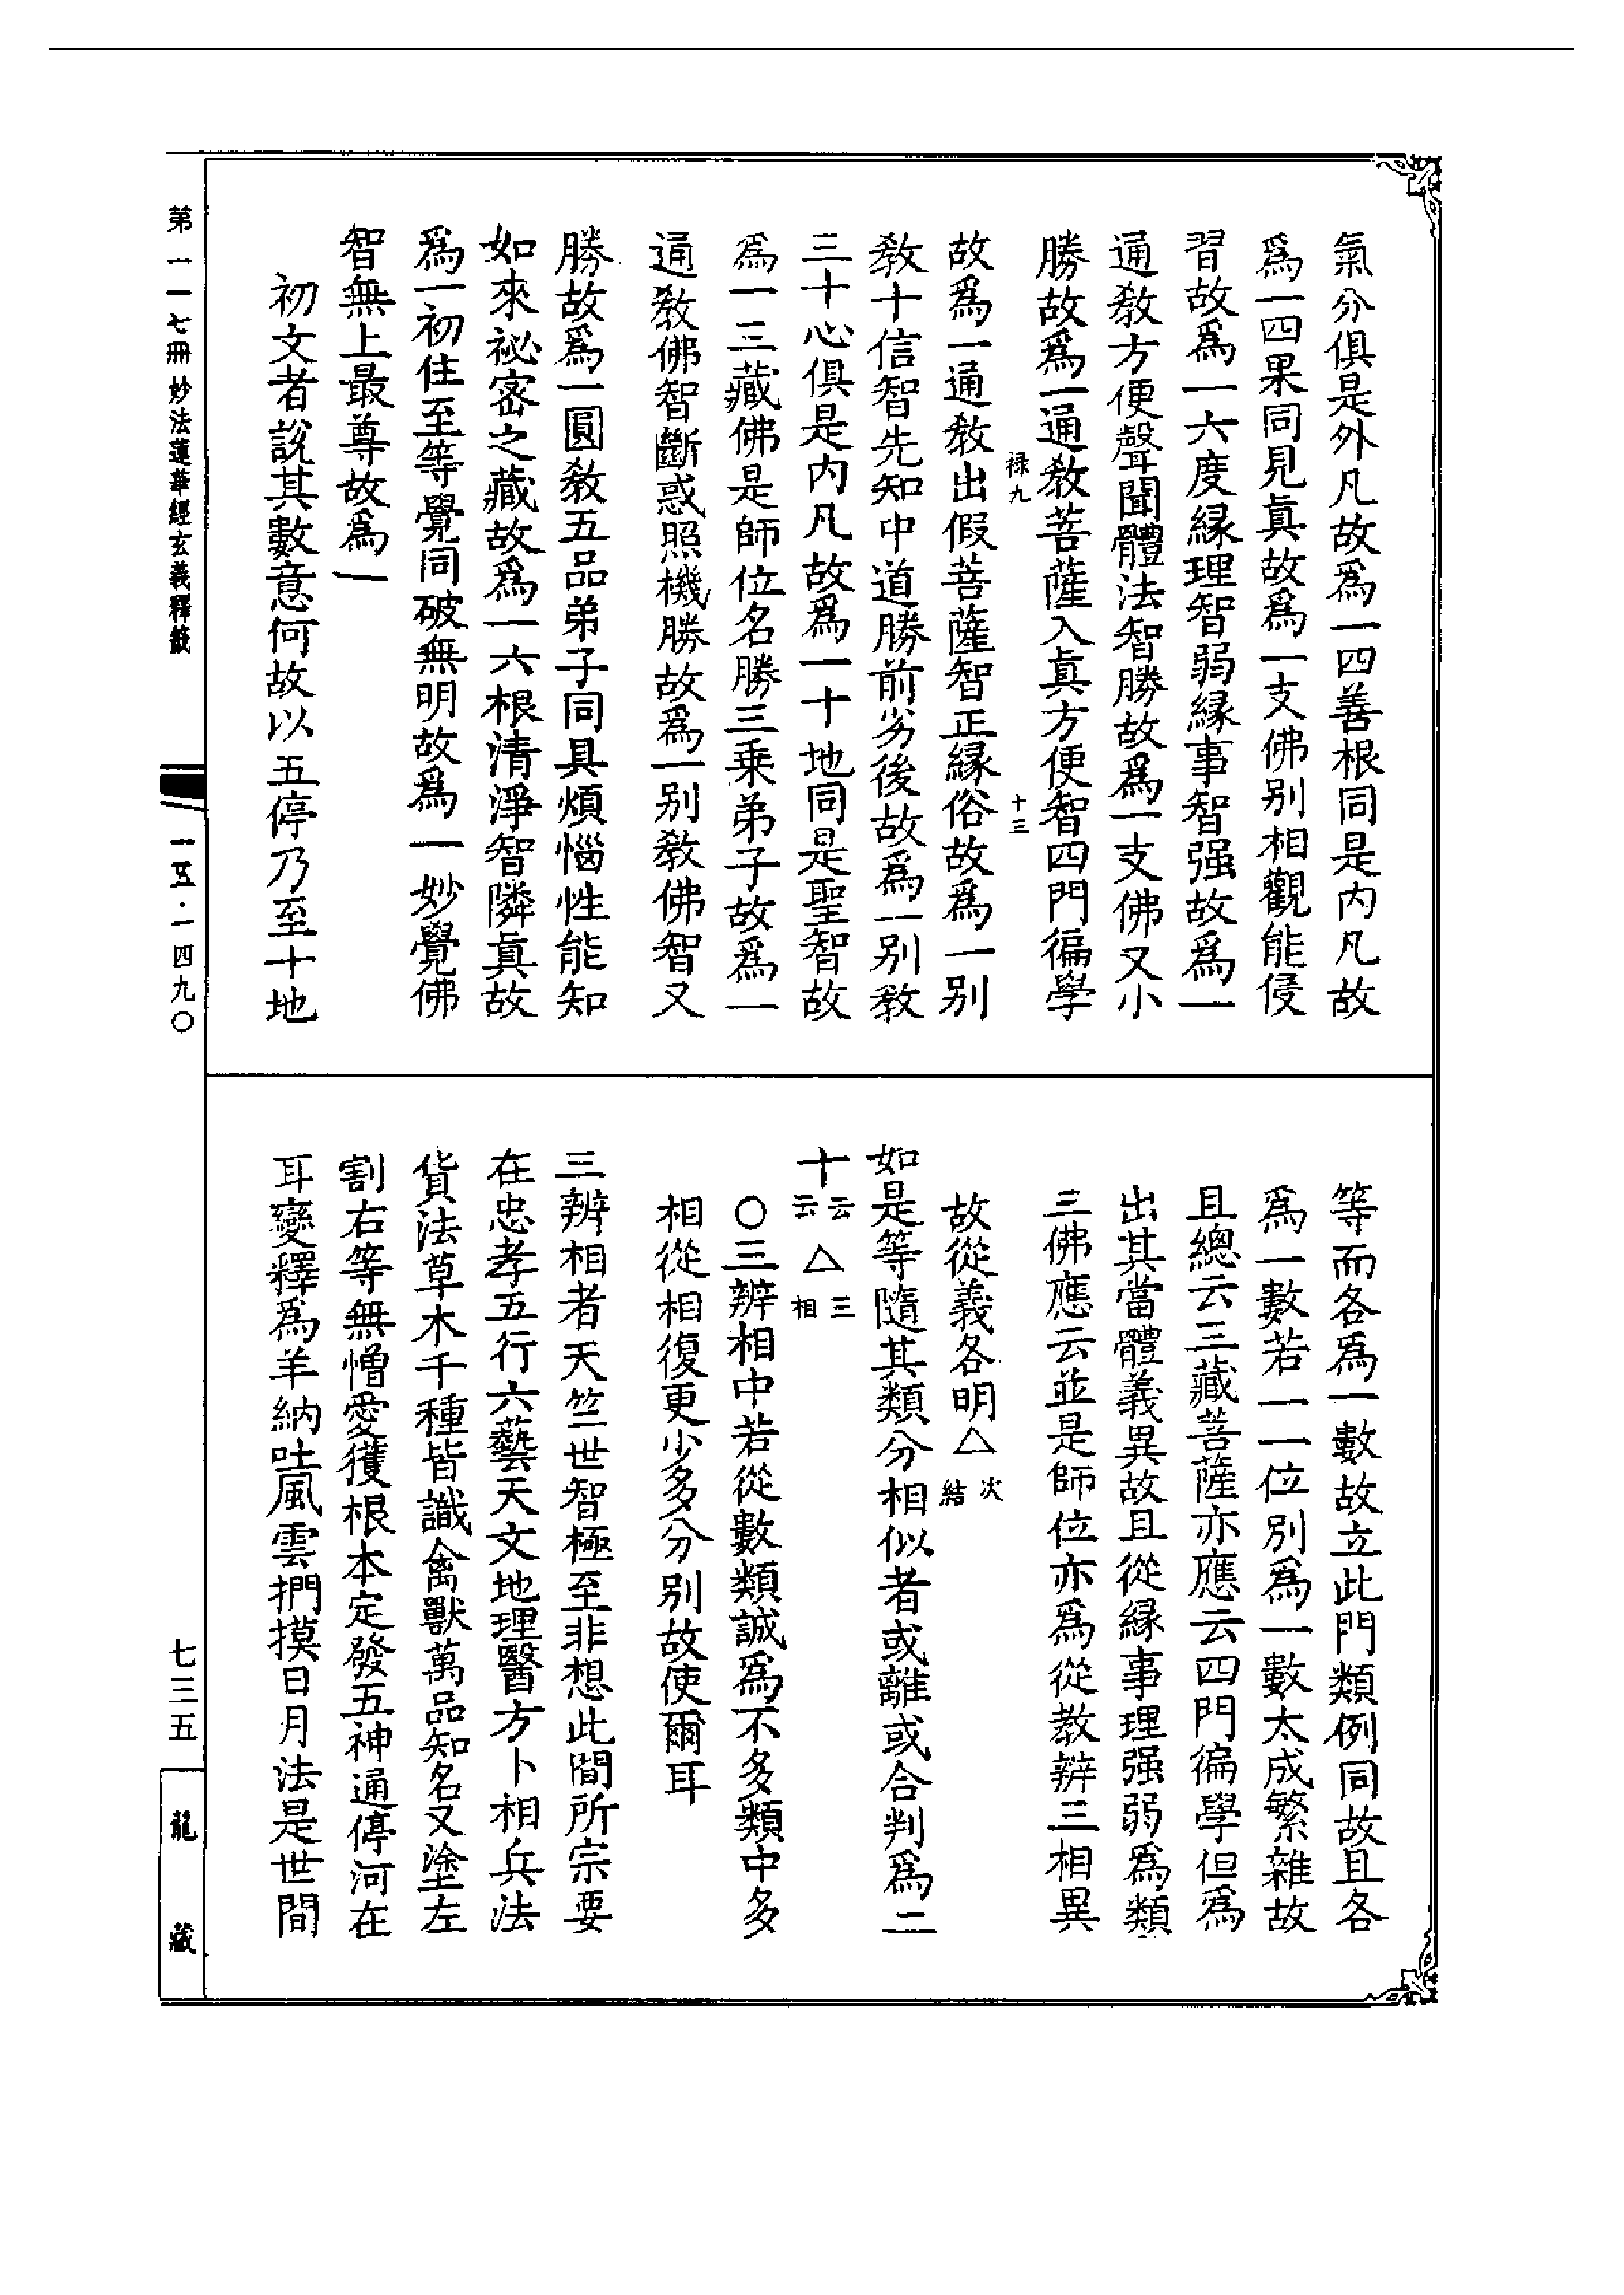 氣分俱是外凡故爲一四善根同是内凡故
爲一四果同見眞故爲一支佛别相觀能侵
習故爲一六度縁理智弱縁事智强故爲一
通敎方便聲聞體法智勝故爲一支佛又小
勝故爲一通敎菩薩入眞方便智四門徧學
禄九
十三
故爲一通敎出假菩薩智正縁俗故爲一别
敎十信智先知中道勝前劣後故爲一别敎
三十心俱是内凡故爲一十地同是聖智故
爲一三藏佛是師位名勝三乗弟子故爲一
通敎佛智斷惑照機勝故爲一别敎佛智又
勝故爲一圓敎五品弟子同具煩惱性能知
如來祕密之藏故爲一六根清淨智隣眞故
爲一初住至等覺同破無明故爲一妙覺佛
智無上最尊故爲一
初文者說其數意何故以五停乃至十地
等而各爲一數故立此門類例同故且各
爲一數若一一位別爲一數太成繁雜故
且總云三藏菩薩亦應云四門徧學但爲
出其當體義異故且從縁事理强弱爲類
三佛應云並是師位亦爲從教辨三相異
故從義各明△次結
如是等隨其類分相似者或離或合判爲二
十云云△三相
○三辨相中若從數類誠爲不多類中多
相從相復更少多分别故使爾耳
三辨相者天竺世智極至非想此間所宗要
在忠孝五行六藝天文地理醫方卜相兵法
貨法草木千種皆識禽獸萬品知名又塗左
割右等無憎愛獲根本定發五神通停河在
耳變釋爲羊納吐風雲捫摸日月法是世間
第一一七冊 妙法蓮華經玄義釋籤
一五·一四九〇
七三五
龍藏